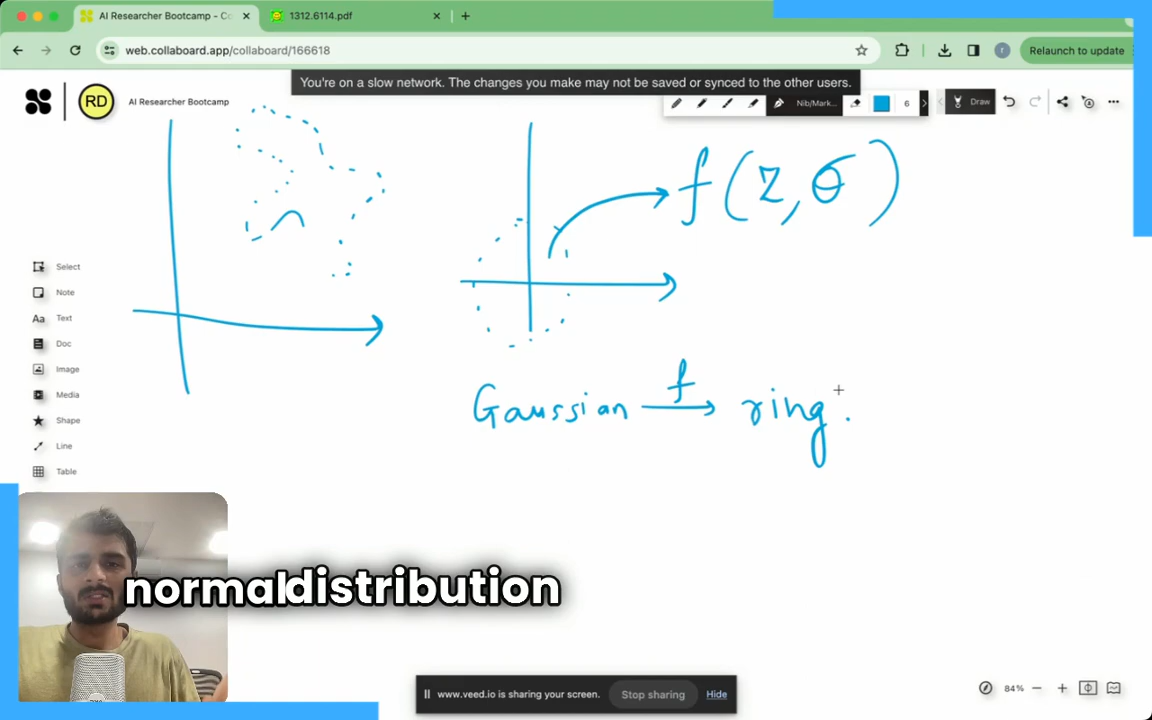 AI Researcher Bootcamp - Co
1312.6114.pdf
web.collaboard.app/collaboard/166618
Relaunch to update
You're on a slow network. The changes you make may not be saved or synced to the other users.
RD
AI Researcher Bootcamp
Nib/Mark...
6
Draw
f(z, θ)
Select
Note
Aa Text
Doc
Image
Media
Shape
Line
Table
Gaussian f→ ring.
normal distribution
www.veed.io is sharing your screen.
Stop sharing
Hide
84%